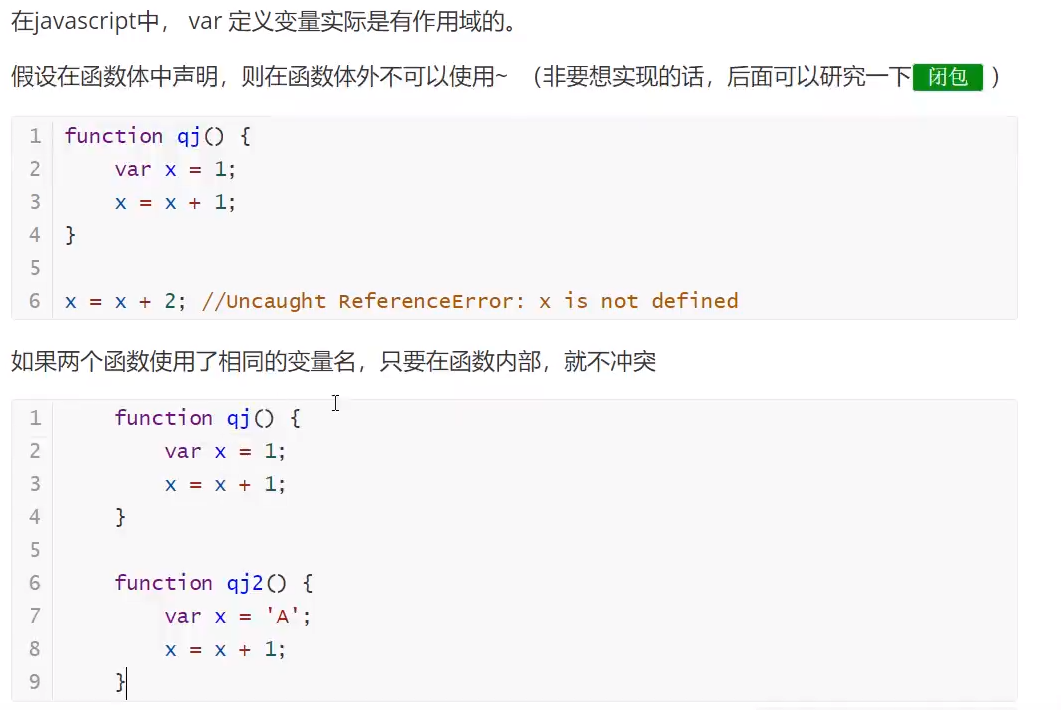 在javascript中， var 定义变量实际是有作用域的。
假设在函数体中声明，则在函数体外不可以使用~ （非要想实现的话，后面可以研究一下 闭包 ）
1 function qj() {
2 var x = 1;
3 x = x + 1;
4 }
5
6 x = x + 2; //Uncaught ReferenceError: x is not defined
如果两个函数使用了相同的变量名，只要在函数内部，就不冲突
1 function qj() {
2 var x = 1;
3 x = x + 1;
4 }
5
6 function qj2() {
7 var x = 'A';
8 x = x + 1;
9 }